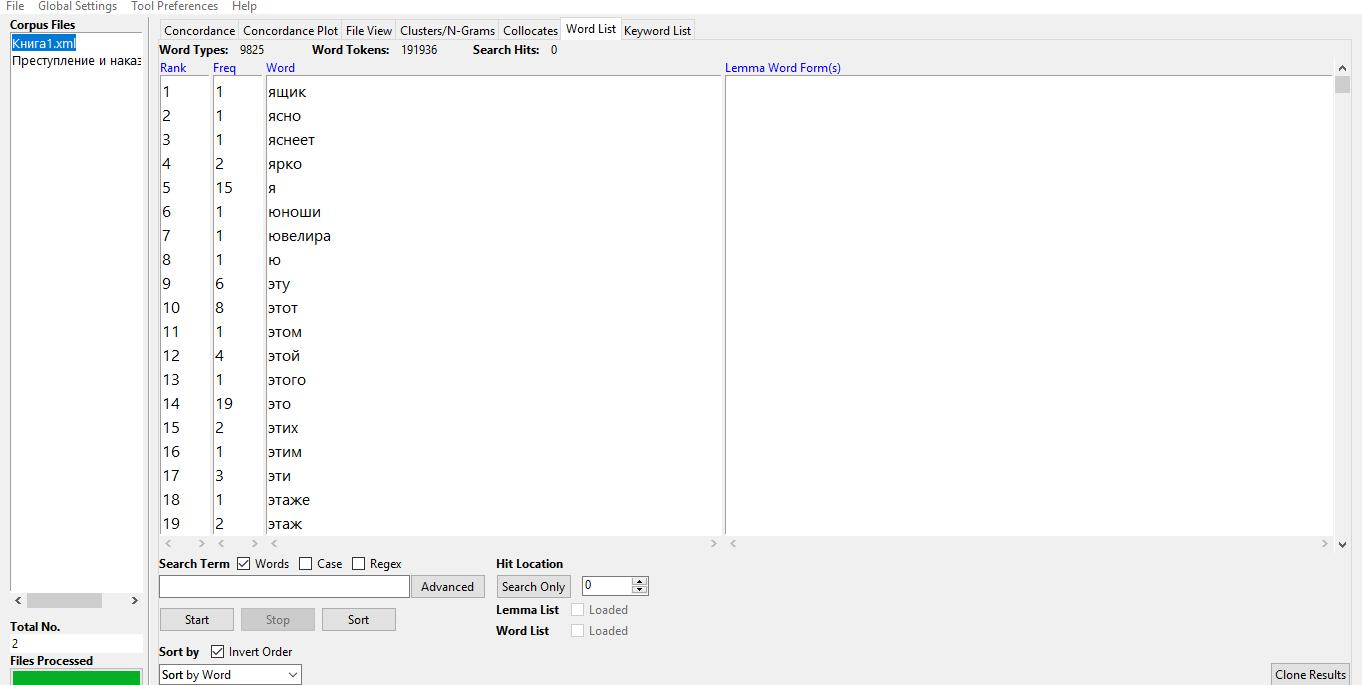 File Global Settings Tool Preferences Help
Corpus Files
Книга1.xml
Преступление и наказ
Total No.
2
Files Processed
Concordance Concordance Plot File View Clusters/N-Grams Collocates Word List Keyword List
Word Types: 9825 Word Tokens: 191936 Search Hits: 0
Rank Freq Word Lemma Word Form(s)
1 1 ящик
2 1 ясно
3 1 яснеет
4 2 ярко
5 15 я
6 1 юноши
7 1 ювелира
8 1 ю
9 6 эту
10 8 этот
11 1 этом
12 4 этой
13 1 этого
14 19 это
15 2 этих
16 1 этим
17 3 эти
18 1 этаже
19 2 этаж
Search Term Words Case Regex Hit Location
Advanced Search Only 0
Start Stop Sort Lemma List Loaded
Word List Loaded
Sort by Invert Order
Sort by Word Clone Results